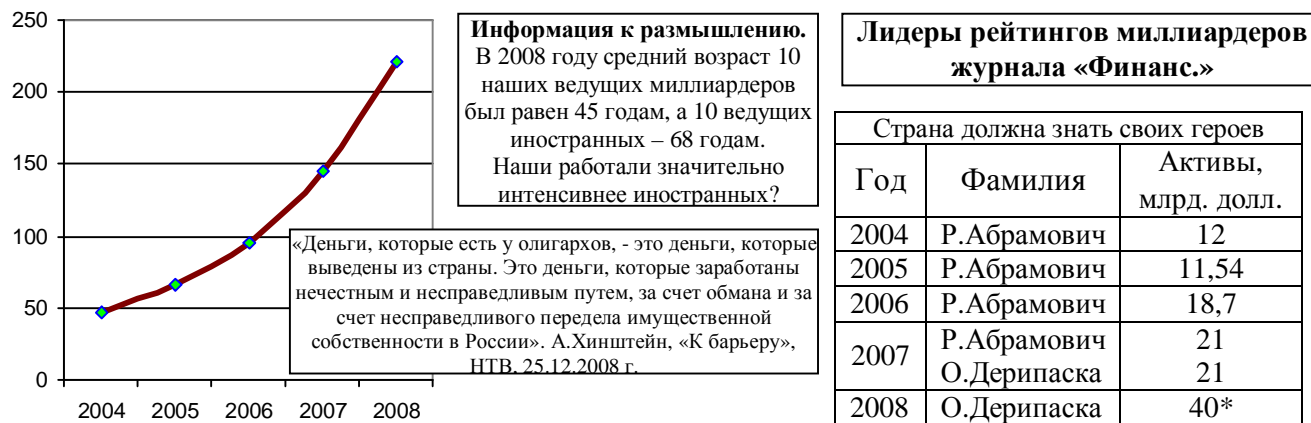 250
200
150
100
50
0
2004 2005 2006 2007 2008
Информация к размышлению.
В 2008 году средний возраст 10
наших ведущих миллиардеров
был равен 45 годам, а 10 ведущих
иностранных – 68 годам.
Наши работали значительно
интенсивнее иностранных?
«Деньги, которые есть у олигархов, - это деньги, которые
выведены из страны. Это деньги, которые заработаны
нечестным и несправедливым путем, за счет обмана и за
счет несправедливого передела имущественной
собственности в России». А.Хинштейн, «К барьеру»,
НТВ, 25.12.2008 г.
Лидеры рейтингов миллиардеров
журнала «Финанс.»
Страна должна знать своих героев
Год Фамилия Активы,
млрд. долл.
2004 Р.Абрамович 12
2005 Р.Абрамович 11,54
2006 Р.Абрамович 18,7
2007 Р.Абрамович 21
О.Дерипаска 21
2008 О.Дерипаска 40*